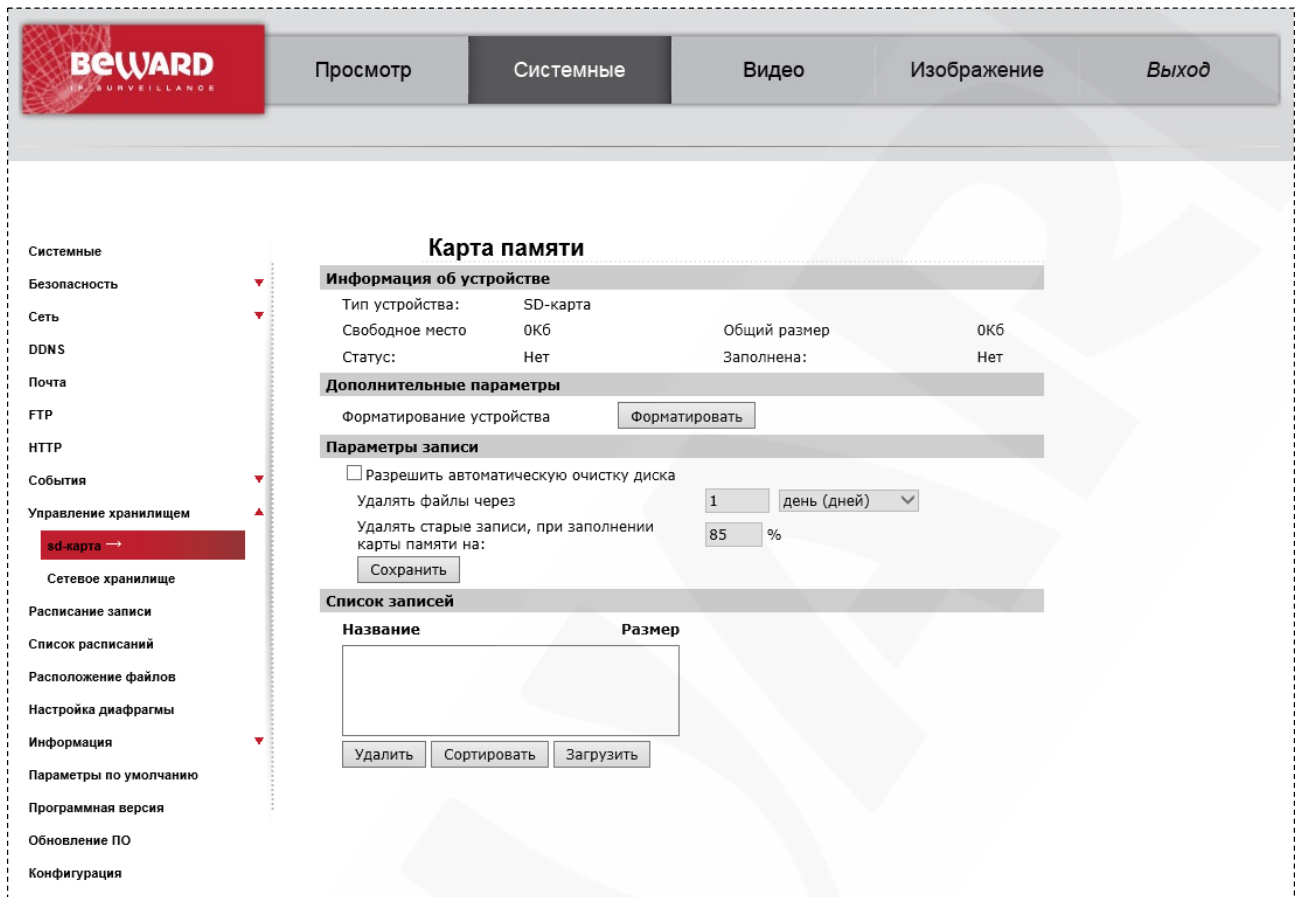 BEWARD
IP SURVEILLANCE
Просмотр Системные Видео Изображение Выход
Системные
Безопасность
Сеть
DDNS
Почта
FTP
HTTP
События
Управление хранилищем
sd-карта →
Сетевое хранилище
Расписание записи
Список расписаний
Расположение файлов
Настройка диафрагмы
Информация
Параметры по умолчанию
Программная версия
Обновление ПО
Конфигурация
Карта памяти
Информация об устройстве
Тип устройства: SD-карта
Свободное место 0Кб Общий размер 0Кб
Статус: Нет Заполнена: Нет
Дополнительные параметры
Форматирование устройства Форматировать
Параметры записи
Разрешить автоматическую очистку диска
Удалять файлы через 1 день (дней)
Удалять старые записи, при заполнении
карты памяти на: 85 %
Сохранить
Список записей
Название Размер
Удалить Сортировать Загрузить